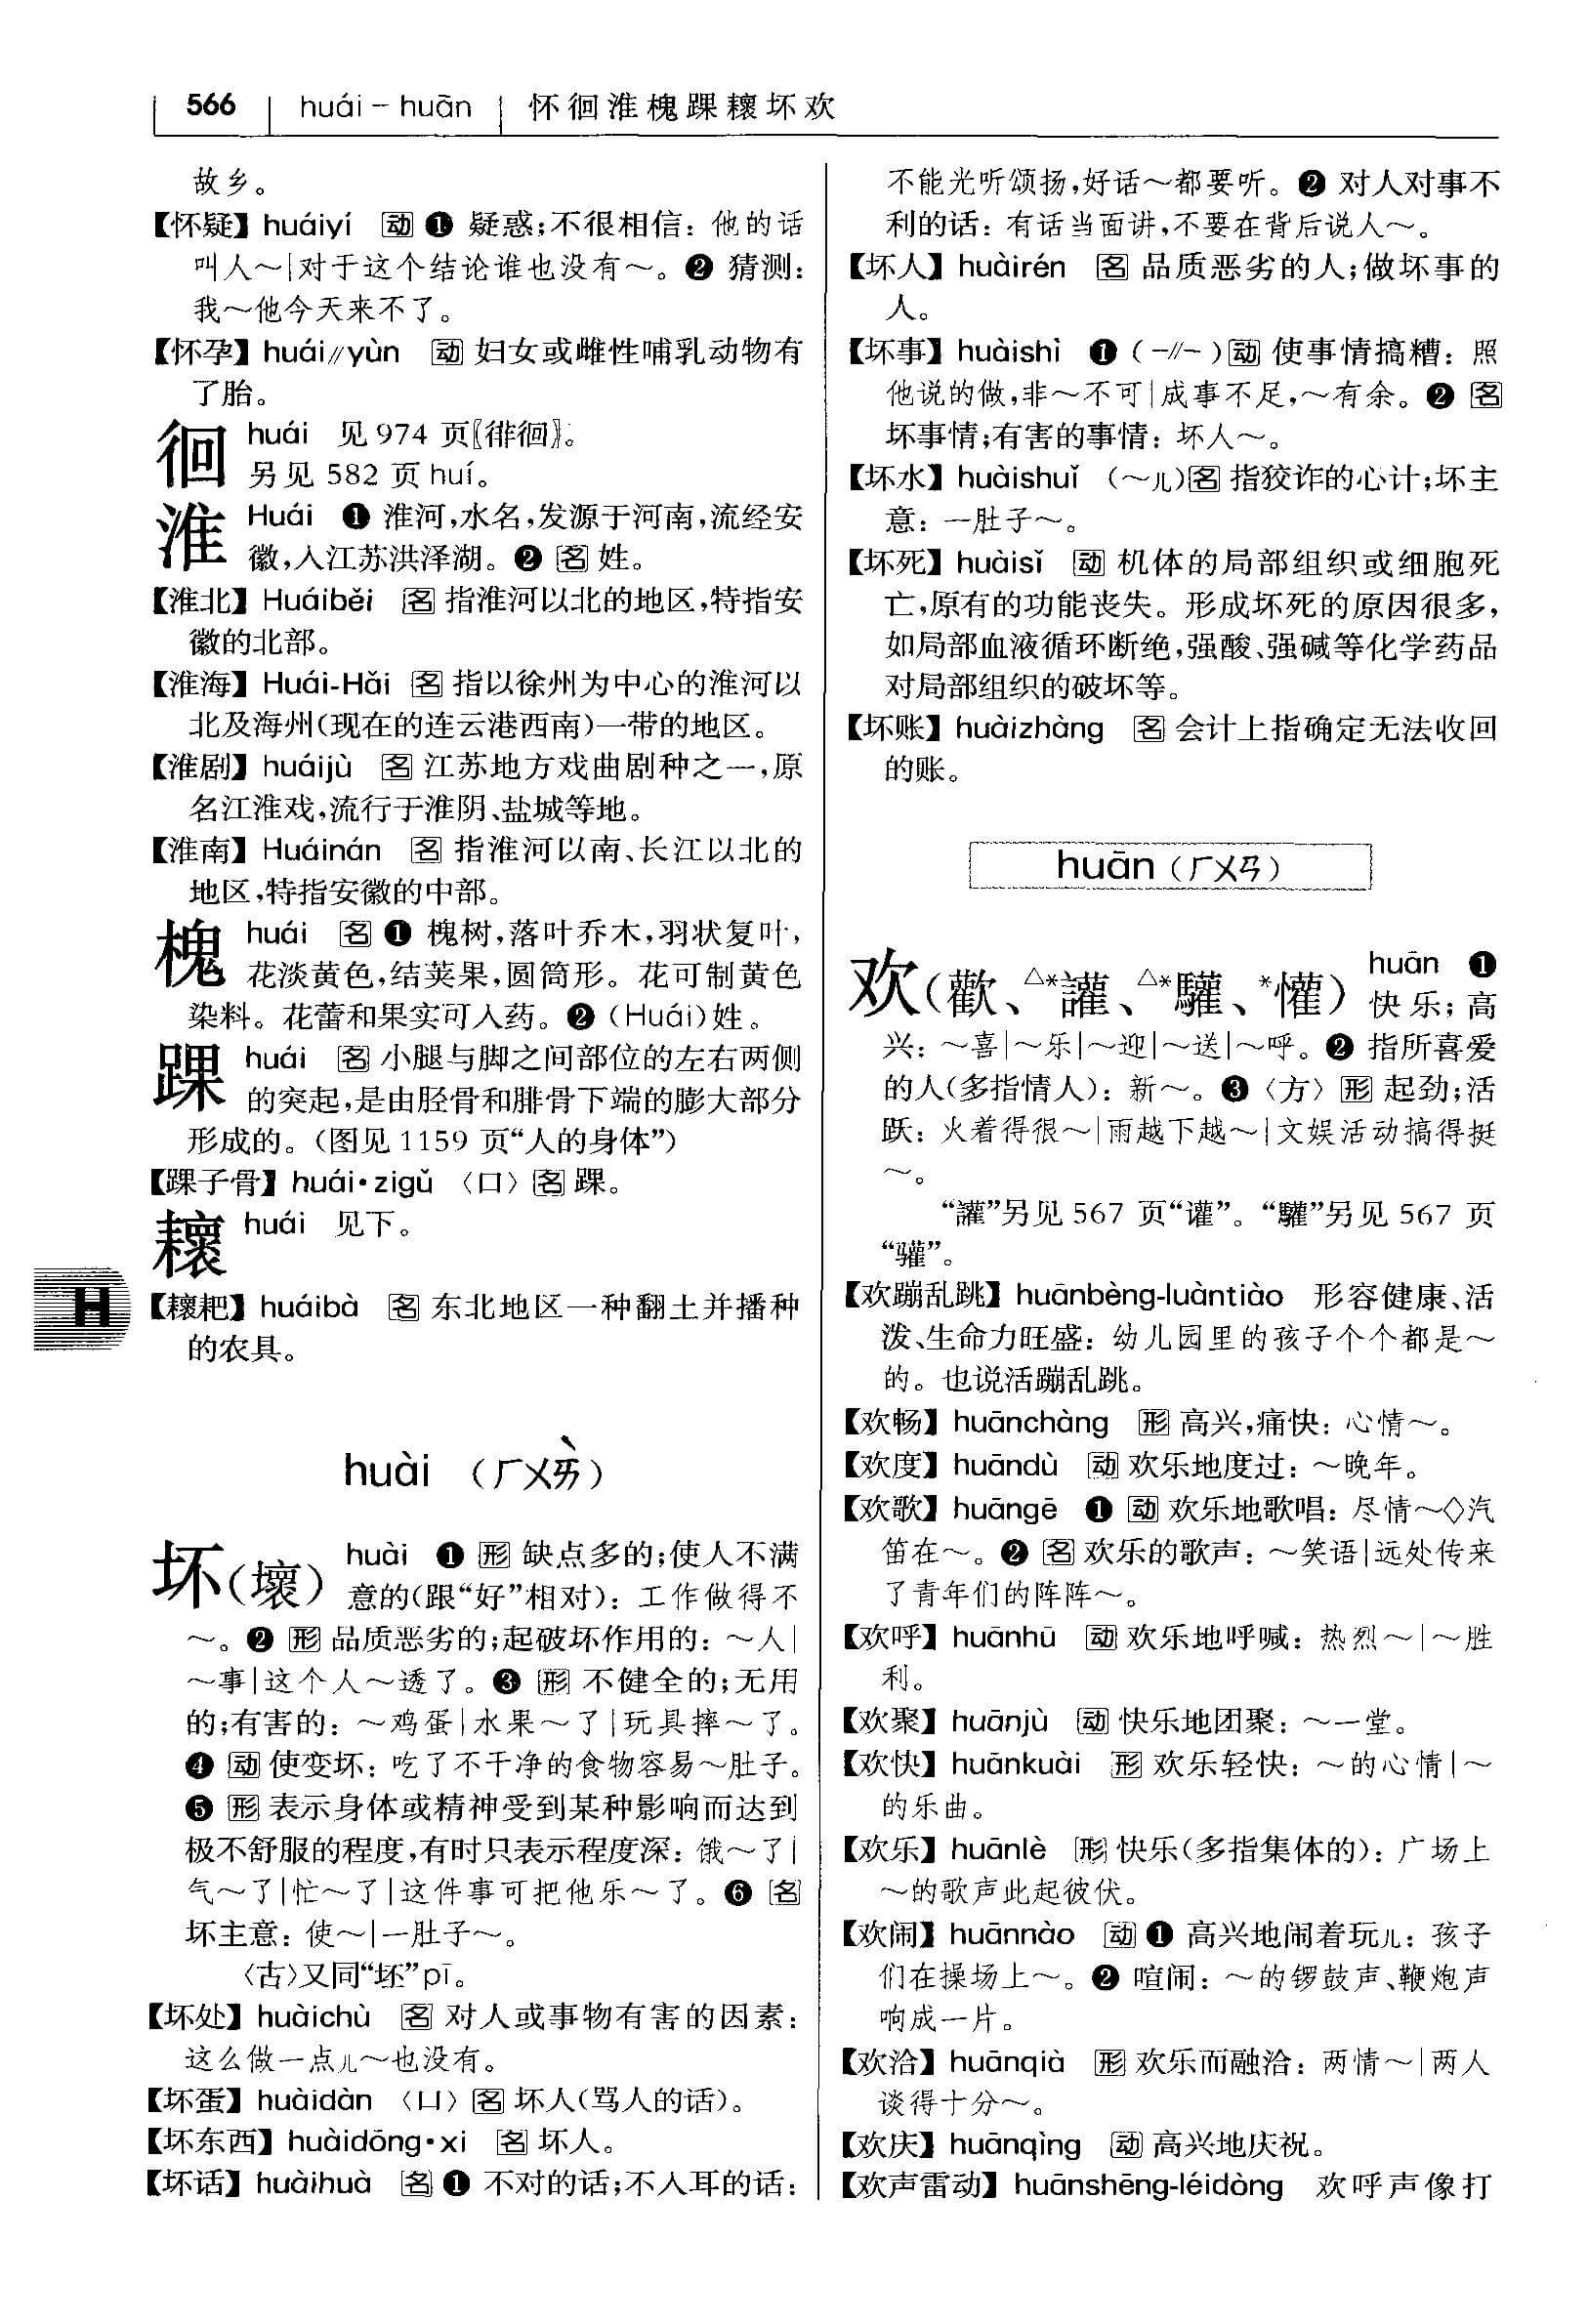 566 huái – huān 怀徊淮槐踝耲坏欢
故乡。
【怀疑】huáiyí 动 ❶ 疑惑;不很相信：他的话
叫人～|对于这个结论谁也没有～。❷ 猜测：
我～他今天来不了。
【怀孕】huái∥yùn 动 妇女或雌性哺乳动物有
了胎。
徊 huái 见 974 页〖徘徊〗。
另见 582 页 huí。
淮 Huái ❶ 淮河,水名,发源于河南,流经安
徽,入江苏洪泽湖。❷ 名 姓。
【淮北】Huáiběi 名 指淮河以北的地区,特指安
徽的北部。
【淮海】Huái-Hǎi 名 指以徐州为中心的淮河以
北及海州(现在的连云港西南)一带的地区。
【淮剧】huáijù 名 江苏地方戏曲剧种之一,原
名江淮戏,流行于淮阴、盐城等地。
【淮南】Huáinán 名 指淮河以南、长江以北的
地区,特指安徽的中部。
槐 huái 名 ❶ 槐树,落叶乔木,羽状复叶,
花淡黄色,结荚果,圆筒形。花可制黄色
染料。花蕾和果实可入药。❷ (Huái)姓。
踝 huái 名 小腿与脚之间部位的左右两侧
的突起,是由胫骨和腓骨下端的膨大部分
形成的。(图见 1159 页“人的身体”)
【踝子骨】huái·zigǔ 〈口〉名 踝。
耲 huái 见下。
【耲耙】huáibà 名 东北地区一种翻土并播种
的农具。
H
huài (ㄏㄨㄞˋ)
坏(壞) huài ❶ 形 缺点多的;使人不满
意的(跟“好”相对)：工作做得不
～。❷ 形 品质恶劣的;起破坏作用的：～人|
～事|这个人～透了。❸ 形 不健全的;无用
的;有害的：～鸡蛋|水果～了|玩具摔～了。
❹ 动 使变坏：吃了不干净的食物容易～肚子。
❺ 形 表示身体或精神受到某种影响而达到
极不舒服的程度,有时只表示程度深：饿～了|
气～了|忙～了|这件事可把他乐～了。❻ 名
坏主意：使～|一肚子～。
〈古〉又同“坯”pī。
【坏处】huàichù 名 对人或事物有害的因素：
这么做一点儿～也没有。
【坏蛋】huàidàn 〈口〉名 坏人(骂人的话)。
【坏东西】huàidōng·xi 名 坏人。
【坏话】huàihuà 名 ❶ 不对的话;不入耳的话：
不能光听颂扬,好话～都要听。❷ 对人对事不
利的话：有话当面讲,不要在背后说人～。
【坏人】huàirén 名 品质恶劣的人;做坏事的
人。
【坏事】huàishì ❶ (–∥–)动 使事情搞糟：照
他说的做,非～不可|成事不足,～有余。❷ 名
坏事情;有害的事情：坏人～。
【坏水】huàishuǐ (～儿)名 指狡诈的心计;坏主
意：一肚子～。
【坏死】huàisǐ 动 机体的局部组织或细胞死
亡,原有的功能丧失。形成坏死的原因很多,
如局部血液循环断绝,强酸、强碱等化学药品
对局部组织的破坏等。
【坏账】huàizhàng 名 会计上指确定无法收回
的账。
huān (ㄏㄨㄢ)
欢(歡、△*讙、△*驩、*懽) huān ❶
快乐;高
兴：～喜|～乐|～迎|～送|～呼。❷ 指所喜爱
的人(多指情人)：新～。❸〈方〉形 起劲;活
跃：火着得很～|雨越下越～|文娱活动搞得挺
～。
“讙”另见 567 页“讙”。“驩”另见 567 页
“驩”。
【欢蹦乱跳】huānbèng-luàntiào 形容健康、活
泼、生命力旺盛：幼儿园里的孩子个个都是～
的。也说活蹦乱跳。
【欢畅】huānchàng 形 高兴,痛快：心情～。
【欢度】huāndù 动 欢乐地度过：～晚年。
【欢歌】huāngē ❶ 动 欢乐地歌唱：尽情～◇汽
笛在～。❷ 名 欢乐的歌声：～笑语|远处传来
了青年们的阵阵～。
【欢呼】huānhū 动 欢乐地呼喊：热烈～|～胜
利。
【欢聚】huānjù 动 快乐地团聚：～一堂。
【欢快】huānkuài 形 欢乐轻快：～的心情|～
的乐曲。
【欢乐】huānlè 形 快乐(多指集体的)：广场上
～的歌声此起彼伏。
【欢闹】huānnào 动 ❶ 高兴地闹着玩儿：孩子
们在操场上～。❷ 喧闹：～的锣鼓声、鞭炮声
响成一片。
【欢洽】huānqià 形 欢乐而融洽：两情～|两人
谈得十分～。
【欢庆】huānqìng 动 高兴地庆祝。
【欢声雷动】huānshēng-léidòng 欢呼声像打